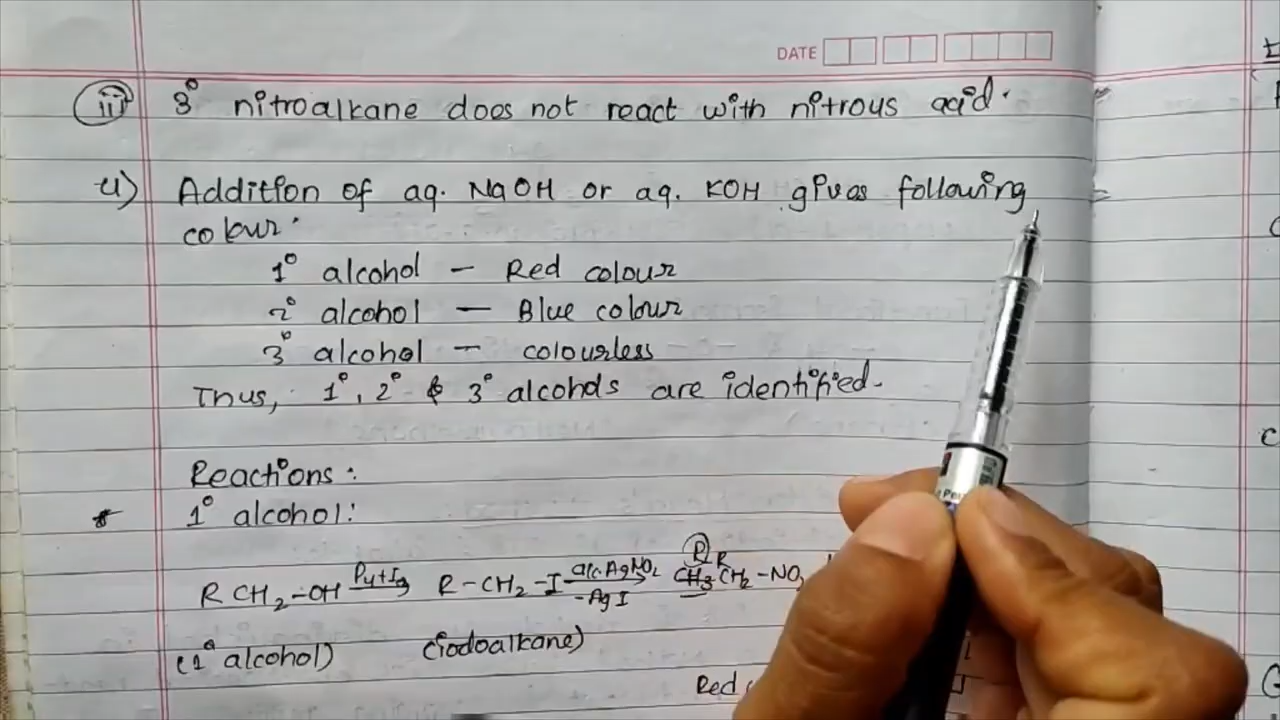 DATE
iii) 3° nitroalkane does not react with nitrous acid.
4) Addition of aq. NaOH or aq. KOH gives following
colour.
1° alcohol – Red colour
2° alcohol – Blue colour
3° alcohol – colourless
Thus, 1°, 2° & 3° alcohols are identified.
Reactions :
* 1° alcohol :
RCH₂–OH P₄+I₂ R–CH₂–I alc.AgNO₂ -AgI R CH₂–NO₂
(1° alcohol) (iodoalkane)
Red